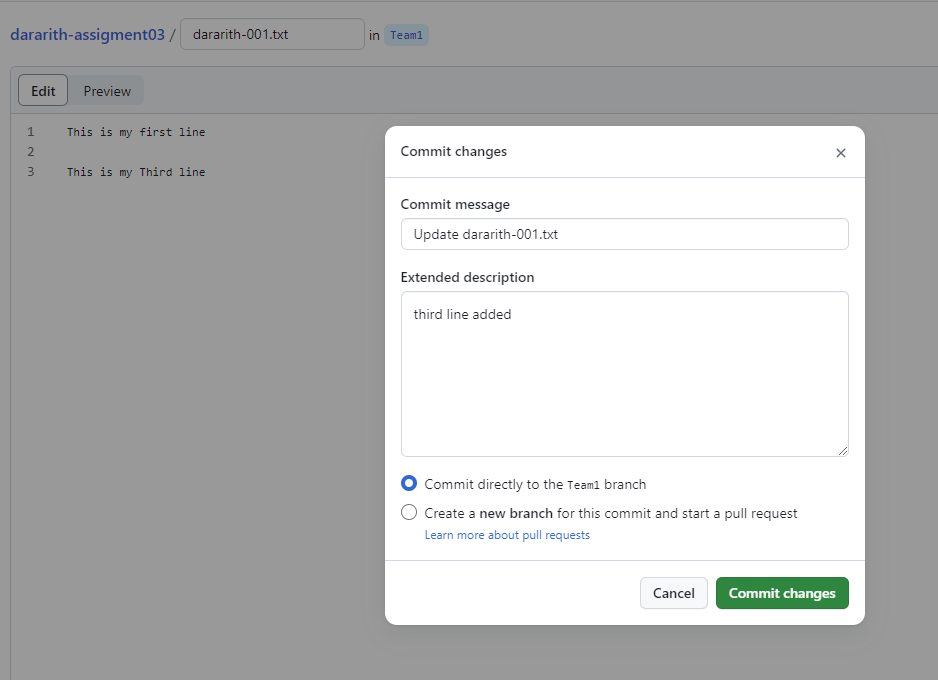 dararith-assigment03 / dararith-001.txt in Team1
Edit Preview
1 This is my first line
2
3 This is my Third line
Commit changes ×
Commit message
Update dararith-001.txt
Extended description
third line added
Commit directly to the Team1 branch
Create a new branch for this commit and start a pull request
Learn more about pull requests
Cancel Commit changes